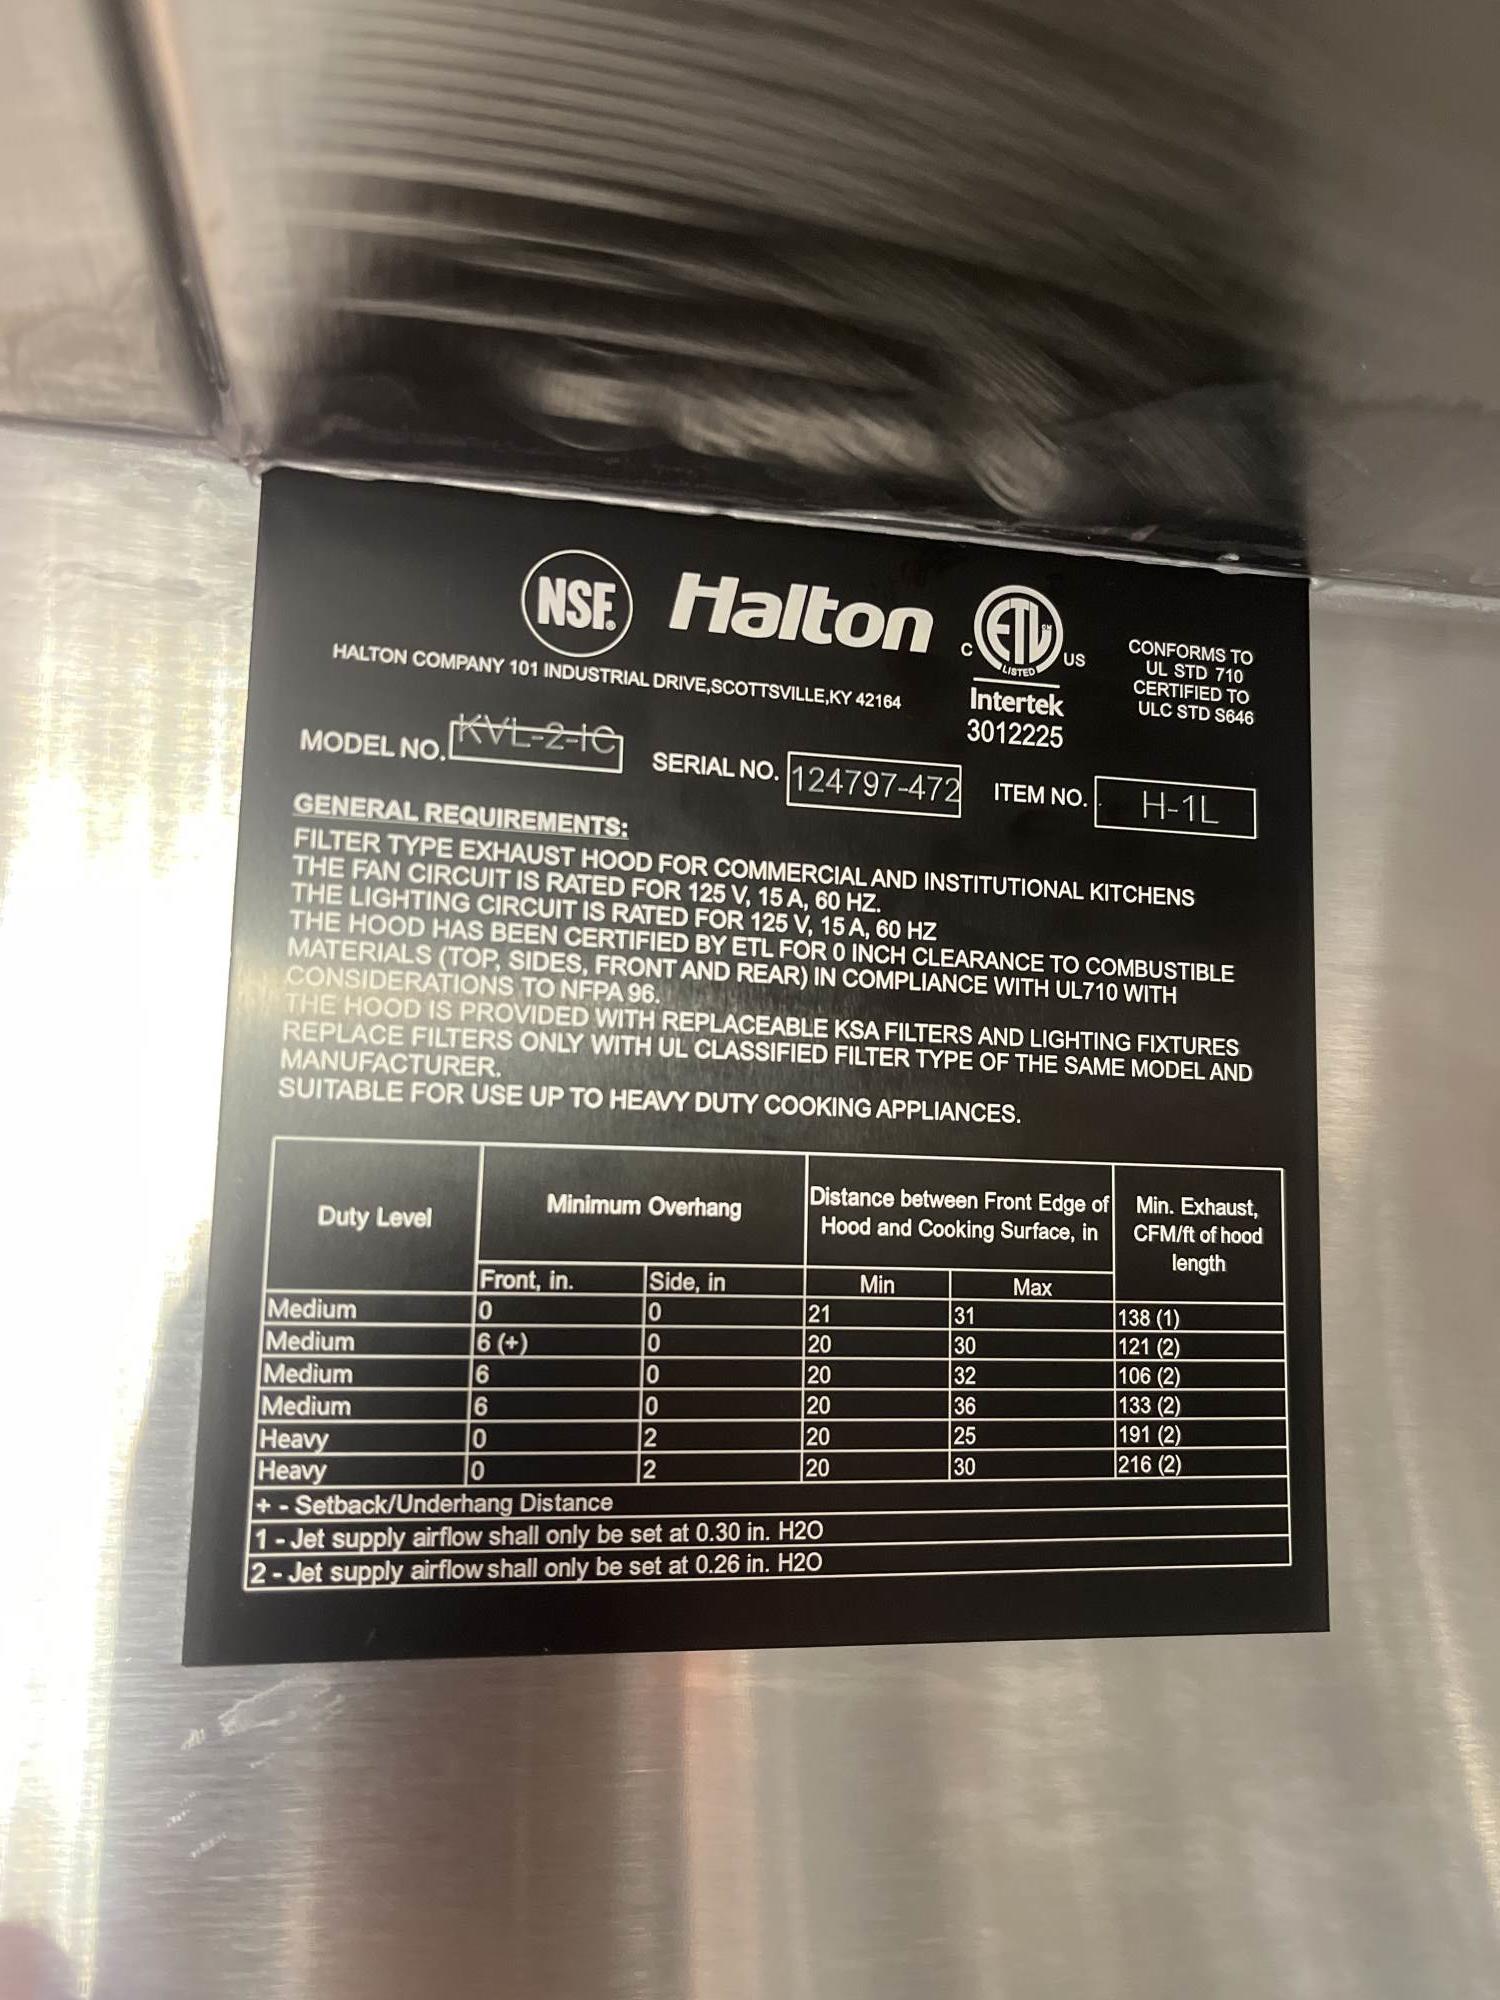 NSF® Halton
C ETL SM LISTED US
Intertek
3012225
CONFORMS TO
UL STD 710
CERTIFIED TO
ULC STD S646
HALTON COMPANY 101 INDUSTRIAL DRIVE,SCOTTSVILLE,KY 42164
MODEL NO. KVL-2-IC SERIAL NO. 124797-472 ITEM NO. H-1L
GENERAL REQUIREMENTS:
FILTER TYPE EXHAUST HOOD FOR COMMERCIAL AND INSTITUTIONAL KITCHENS
THE FAN CIRCUIT IS RATED FOR 125 V, 15 A, 60 HZ.
THE LIGHTING CIRCUIT IS RATED FOR 125 V, 15 A, 60 HZ
THE HOOD HAS BEEN CERTIFIED BY ETL FOR 0 INCH CLEARANCE TO COMBUSTIBLE
MATERIALS (TOP, SIDES, FRONT AND REAR) IN COMPLIANCE WITH UL710 WITH
CONSIDERATIONS TO NFPA 96.
THE HOOD IS PROVIDED WITH REPLACEABLE KSA FILTERS AND LIGHTING FIXTURES
REPLACE FILTERS ONLY WITH UL CLASSIFIED FILTER TYPE OF THE SAME MODEL AND
MANUFACTURER.
SUITABLE FOR USE UP TO HEAVY DUTY COOKING APPLIANCES.
Duty Level
Minimum Overhang
Distance between Front Edge of
Hood and Cooking Surface, in
Min. Exhaust,
CFM/ft of hood
length
Front, in. Side, in Min Max
Medium 0 0 21 31 138 (1)
Medium 6 (+) 0 20 30 121 (2)
Medium 6 0 20 32 106 (2)
Medium 6 0 20 36 133 (2)
Heavy 0 2 20 25 191 (2)
Heavy 0 2 20 30 216 (2)
+ - Setback/Underhang Distance
1 - Jet supply airflow shall only be set at 0.30 in. H2O
2 - Jet supply airflow shall only be set at 0.26 in. H2O